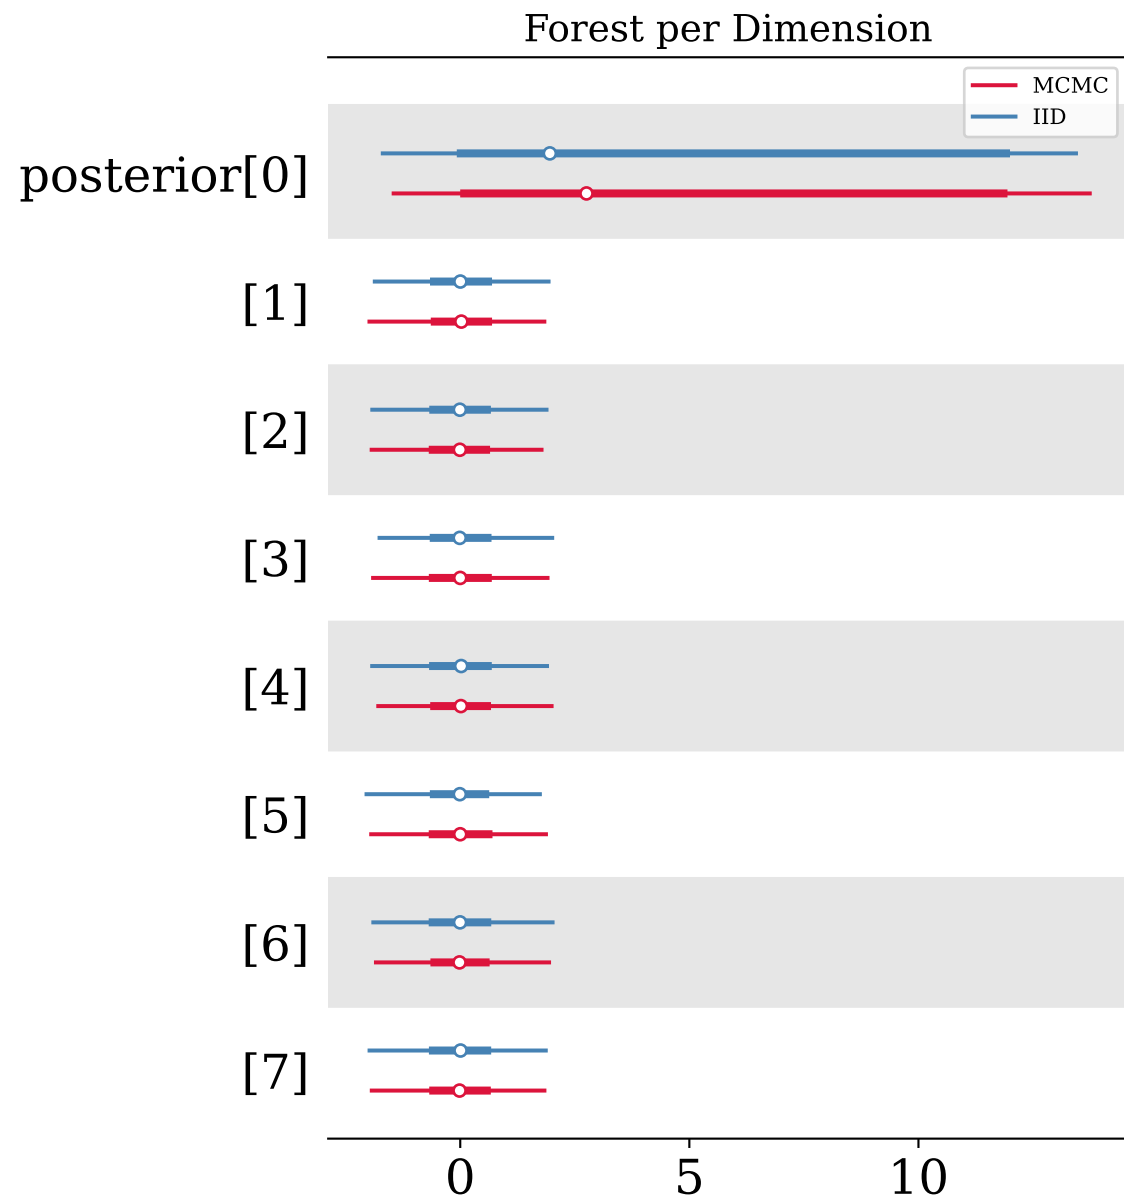 Forest per Dimension
MCMC
IID
posterior[0]
[1]
[2]
[3]
[4]
[5]
[6]
[7]
0 5 10